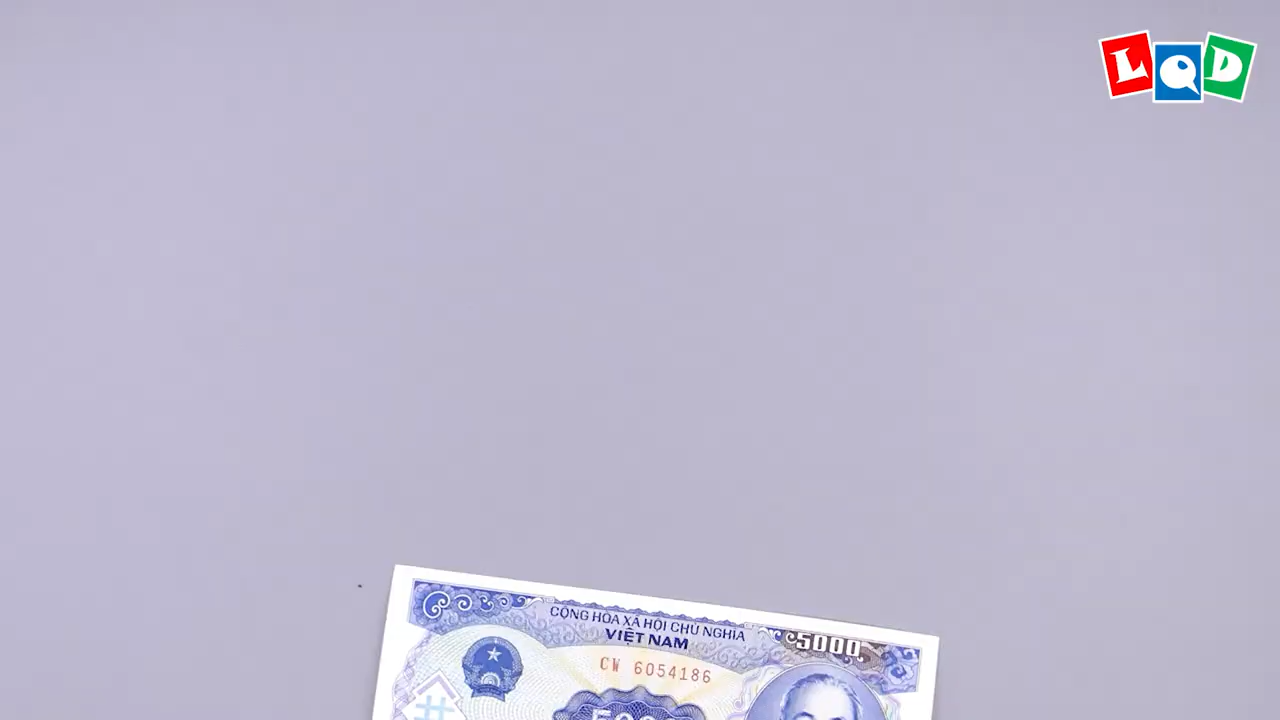 LQD
CỘNG HÒA XÃ HỘI CHỦ NGHĨA
VIỆT NAM
5000
CW 6054186